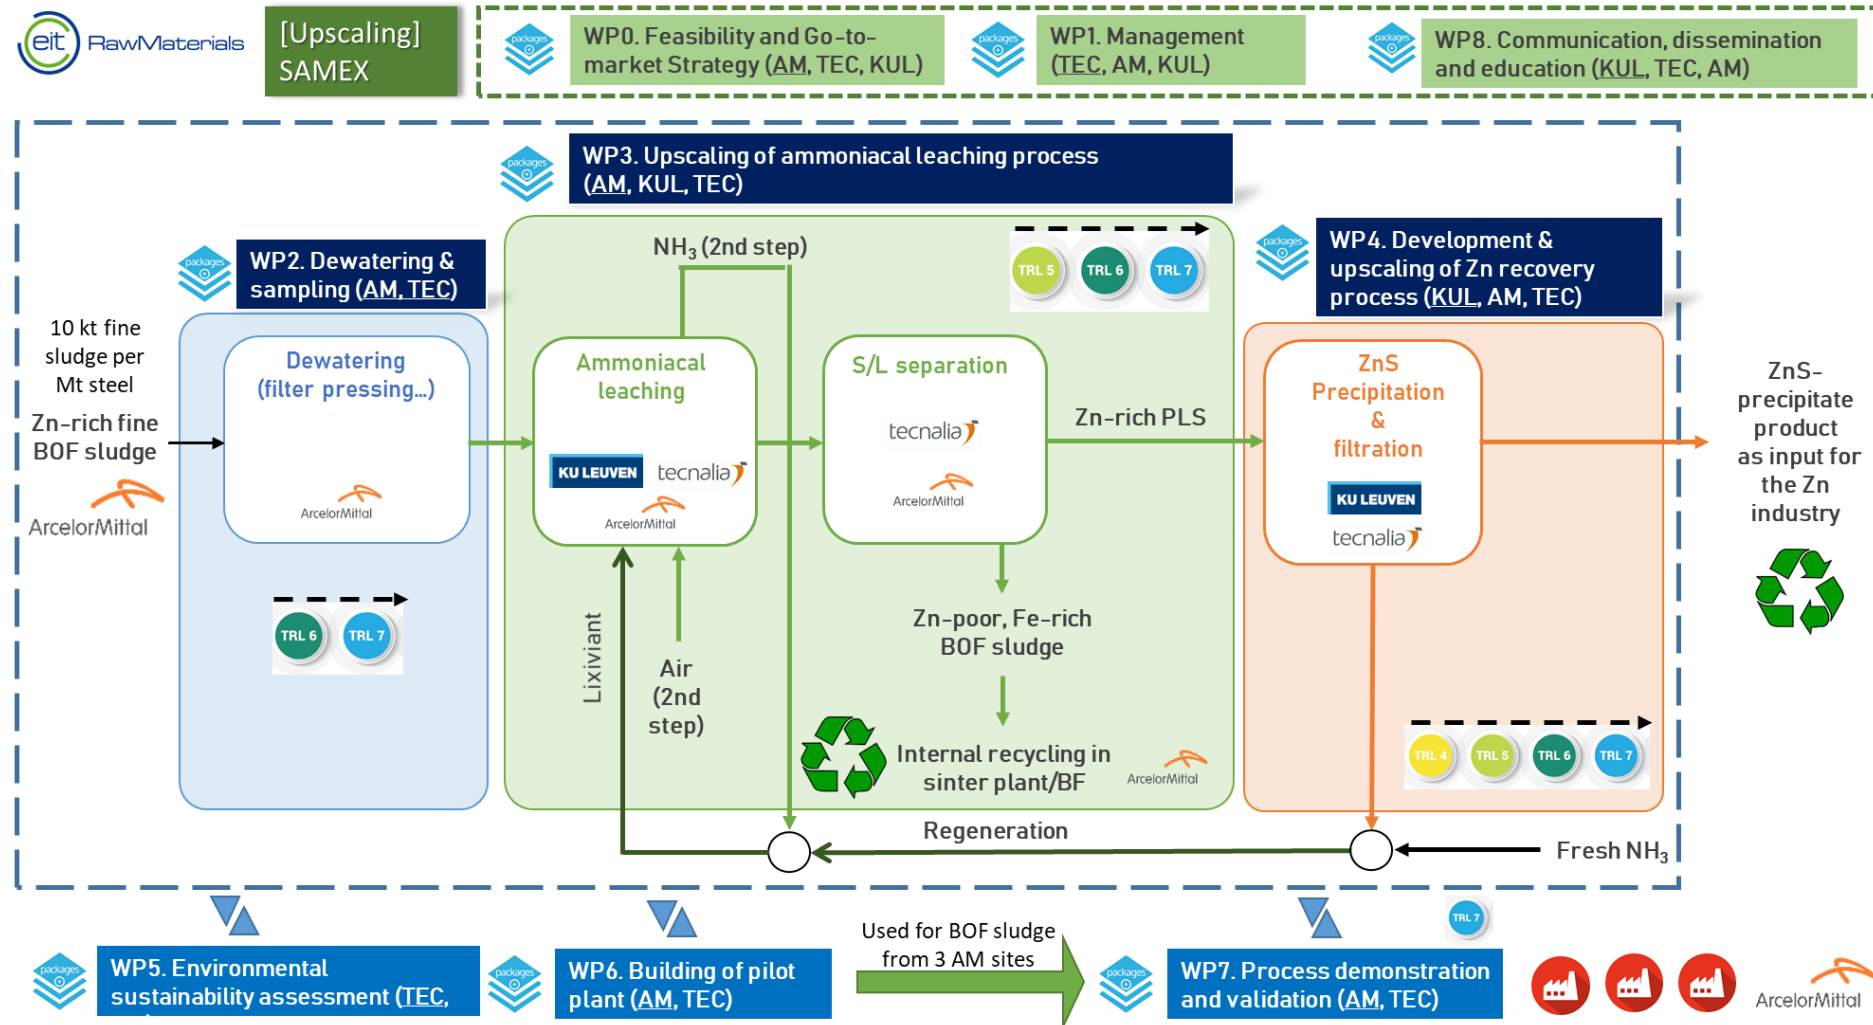 eit RawMaterials
[Upscaling]
SAMEX
packages
WP0. Feasibility and Go-to-
market Strategy (AM, TEC, KUL)
packages
WP1. Management
(TEC, AM, KUL)
packages
WP8. Communication, dissemination
and education (KUL, TEC, AM)
packages
WP3. Upscaling of ammoniacal leaching process
(AM, KUL, TEC)
packages
WP2. Dewatering &
sampling (AM, TEC)
packages
WP4. Development &
upscaling of Zn recovery
process (KUL, AM, TEC)
NH₃ (2nd step)
TRL 5 TRL 6 TRL 7
10 kt fine
sludge per
Mt steel
Zn-rich fine
BOF sludge
ArcelorMittal
Dewatering
(filter pressing...)
ArcelorMittal
TRL 6 TRL 7
Ammoniacal
leaching
KU LEUVEN
tecnalia
ArcelorMittal
S/L separation
tecnalia
ArcelorMittal
Zn-rich PLS
ZnS
Precipitation
&
filtration
KU LEUVEN
tecnalia
ZnS-
precipitate
product
as input for
the Zn
industry
Lixiviant
Air
(2nd
step)
Zn-poor, Fe-rich
BOF sludge
Internal recycling in
sinter plant/BF
ArcelorMittal
TRL 4 TRL 5 TRL 6 TRL 7
Regeneration
Fresh NH₃
packages
WP5. Environmental
sustainability assessment (TEC,
packages
WP6. Building of pilot
plant (AM, TEC)
Used for BOF sludge
from 3 AM sites
TRL 7
packages
WP7. Process demonstration
and validation (AM, TEC)
ArcelorMittal